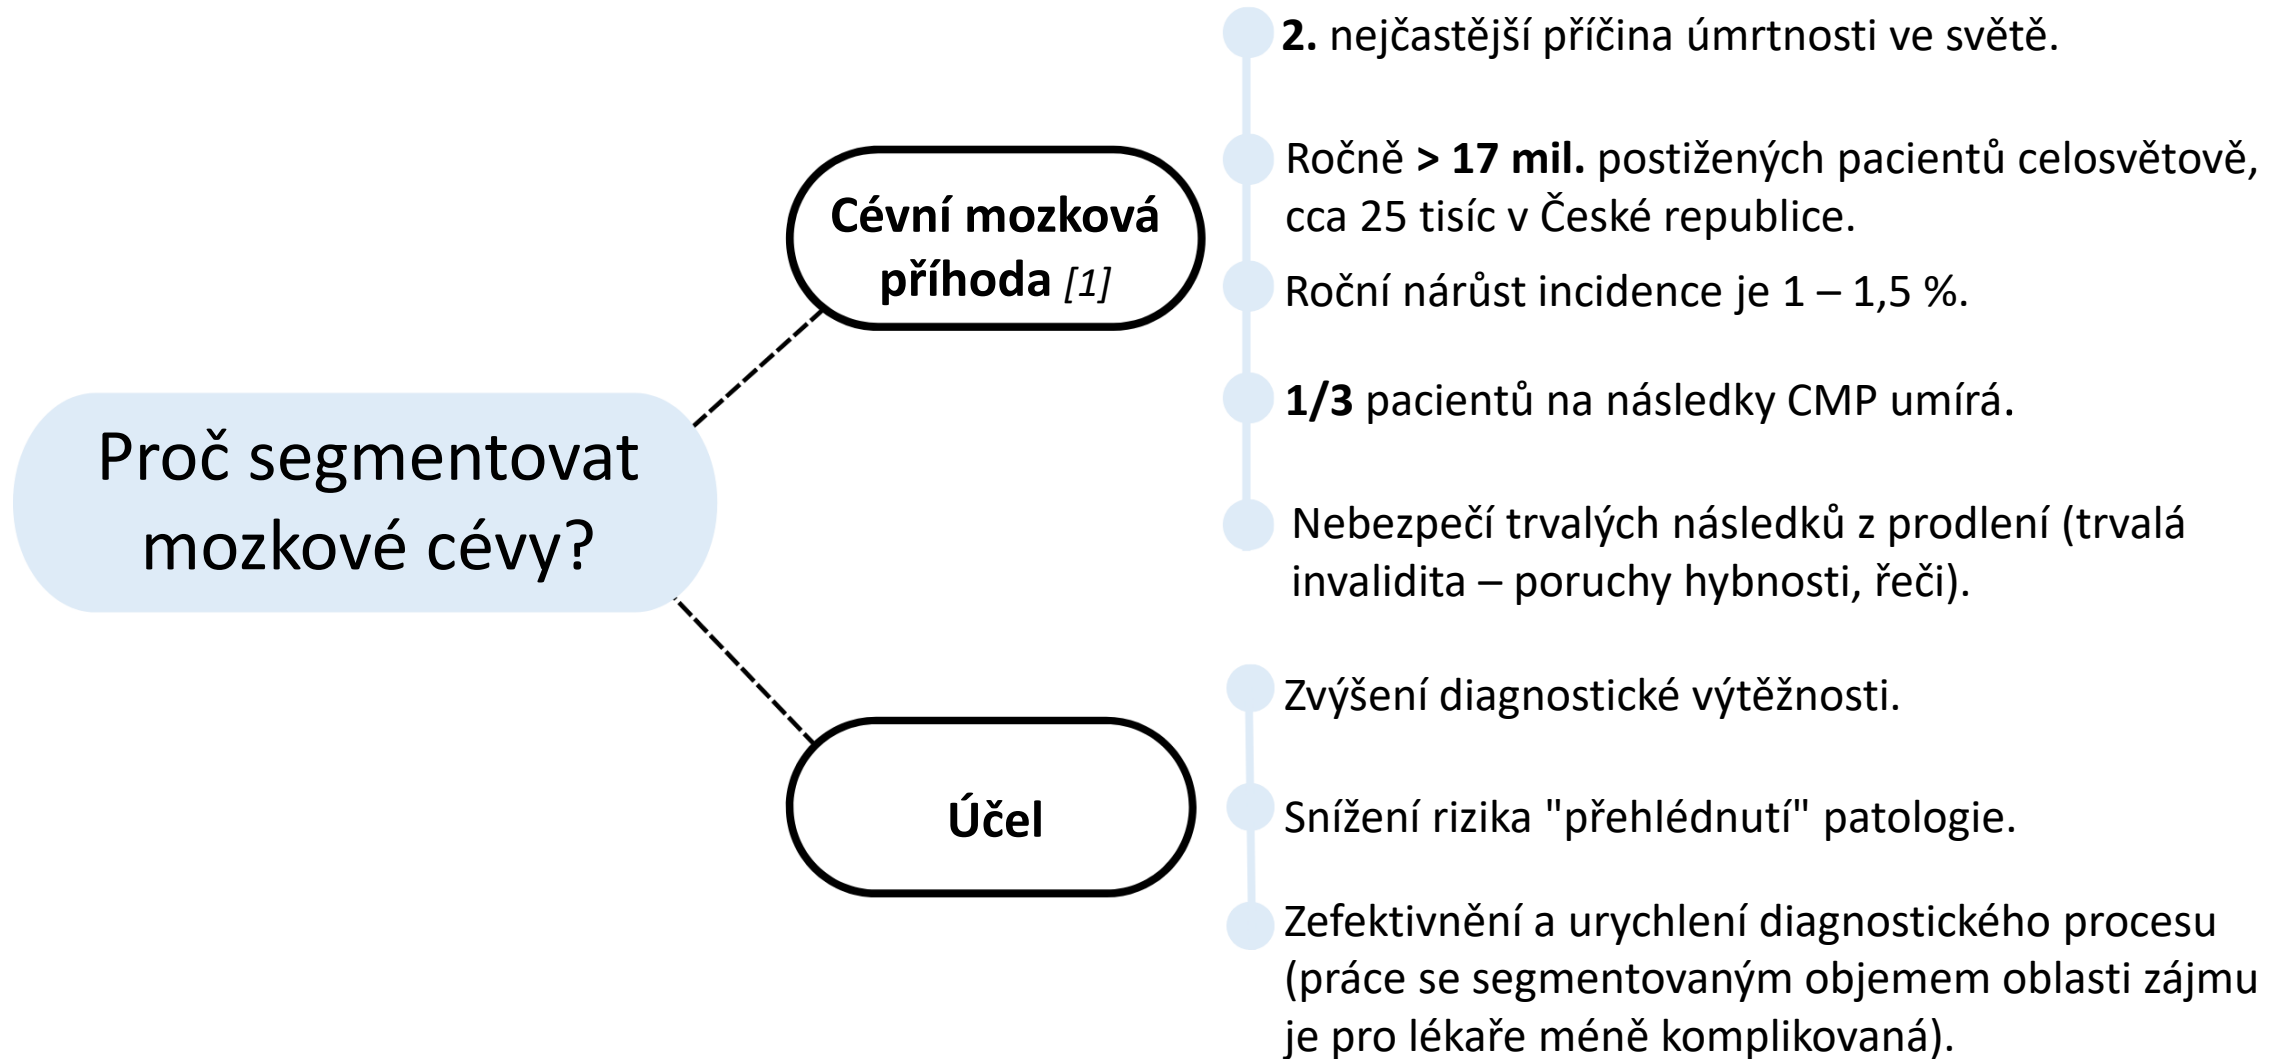 Proč segmentovat
mozkové cévy?
Cévní mozková
příhoda [1]
2. nejčastější příčina úmrtnosti ve světě.
Ročně > 17 mil. postižených pacientů celosvětově,
cca 25 tisíc v České republice.
Roční nárůst incidence je 1 – 1,5 %.
1/3 pacientů na následky CMP umírá.
Nebezpečí trvalých následků z prodlení (trvalá
invalidita – poruchy hybnosti, řeči).
Účel
Zvýšení diagnostické výtěžnosti.
Snížení rizika "přehlédnutí" patologie.
Zefektivnění a urychlení diagnostického procesu
(práce se segmentovaným objemem oblasti zájmu
je pro lékaře méně komplikovaná).